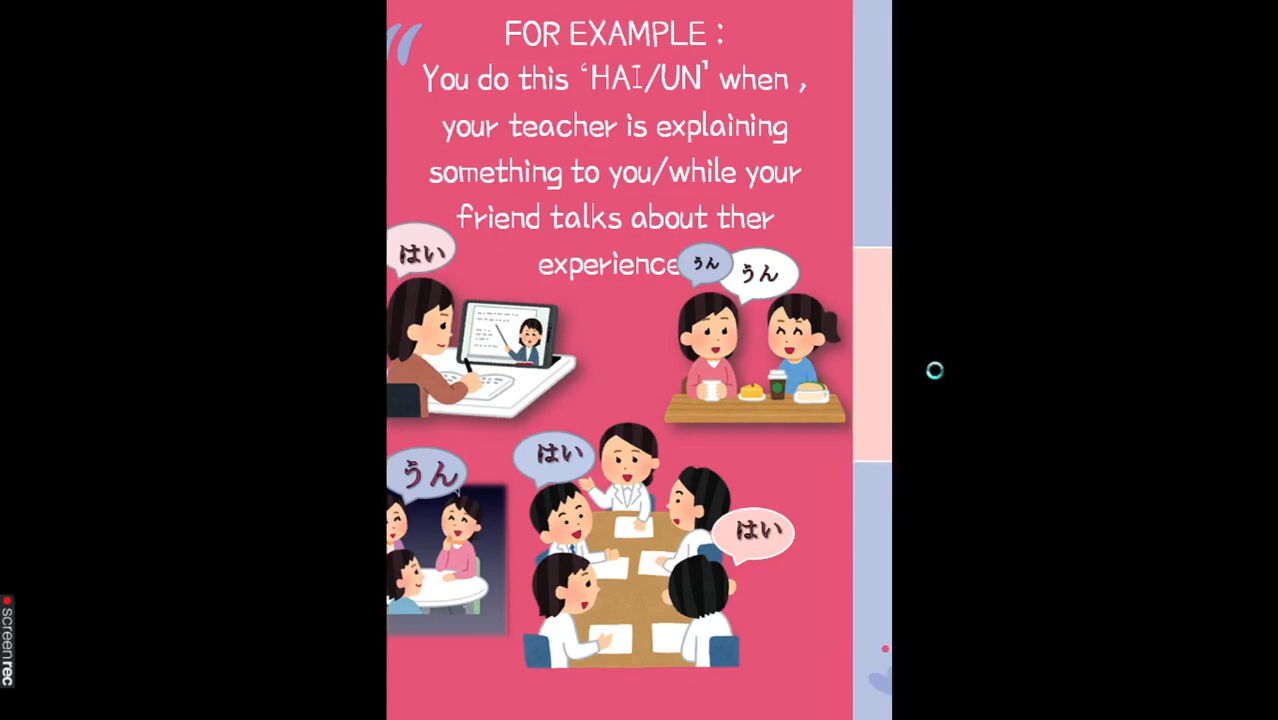 FOR EXAMPLE :
You do this ‘HAI/UN’ when ,
your teacher is explaining
something to you/while your
friend talks about ther
experience
はい
うん
うん
うん
はい
はい
screenrec